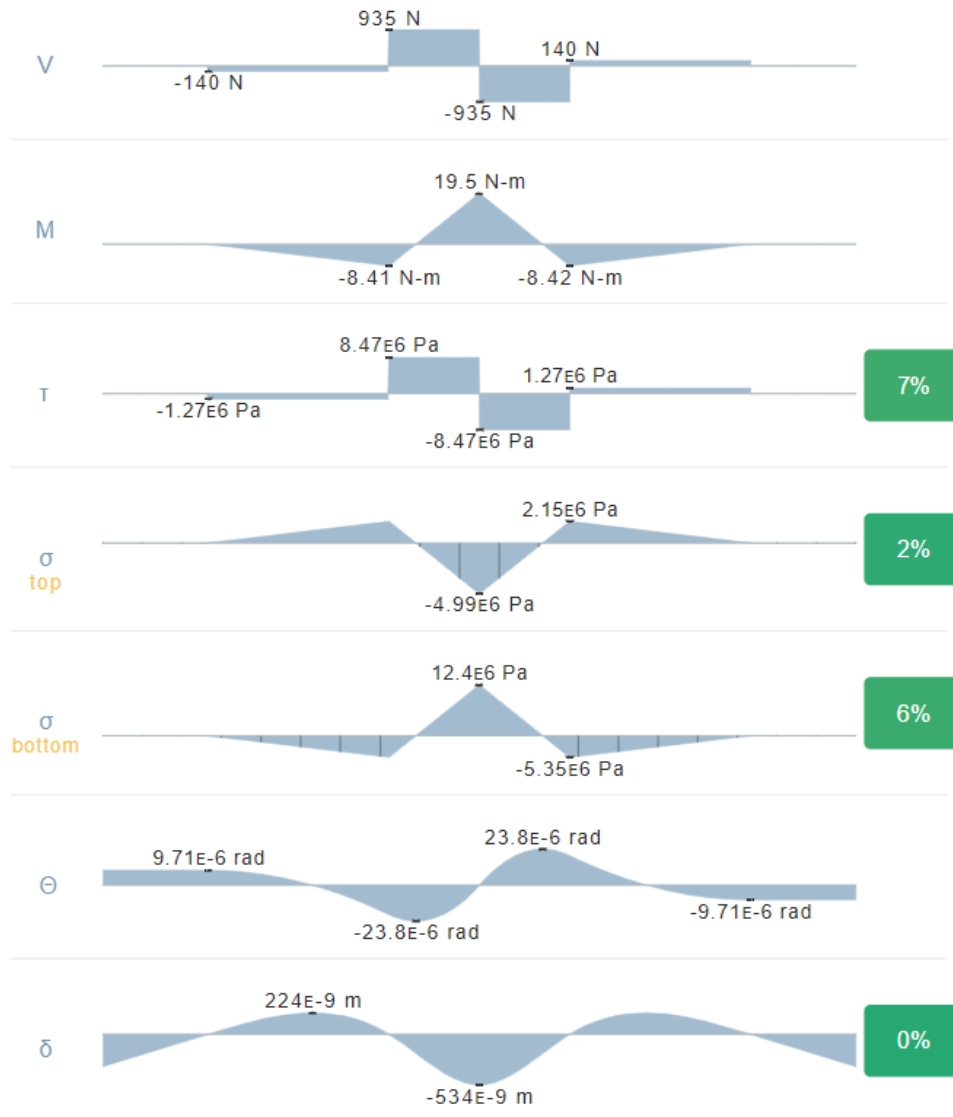 935 N
V
140 N
-140 N
-935 N
19.5 N-m
M
-8.41 N-m
-8.42 N-m
8.47E6 Pa
1.27E6 Pa
7%
τ
-1.27E6 Pa
-8.47E6 Pa
2.15E6 Pa
2%
σ
top
-4.99E6 Pa
12.4E6 Pa
6%
σ
bottom
-5.35E6 Pa
23.8E-6 rad
9.71E-6 rad
Θ
-9.71E-6 rad
-23.8E-6 rad
224E-9 m
0%
δ
-534E-9 m